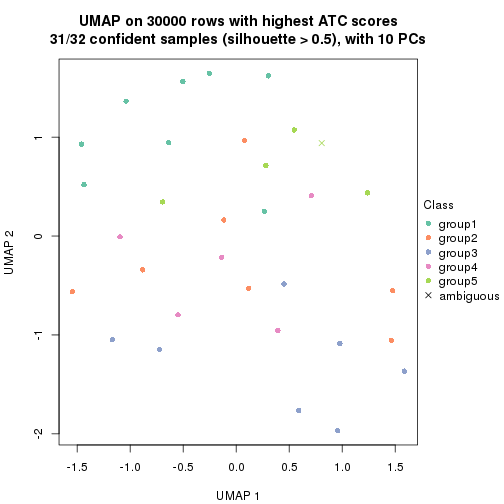 UMAP on 30000 rows with highest ATC scores
31/32 confident samples (silhouette > 0.5), with 10 PCs
1
0
-1
-2
UMAP 2
-1.5 -1.0 -0.5 0.0 0.5 1.0 1.5
UMAP 1
Class
group1
group2
group3
group4
group5
ambiguous